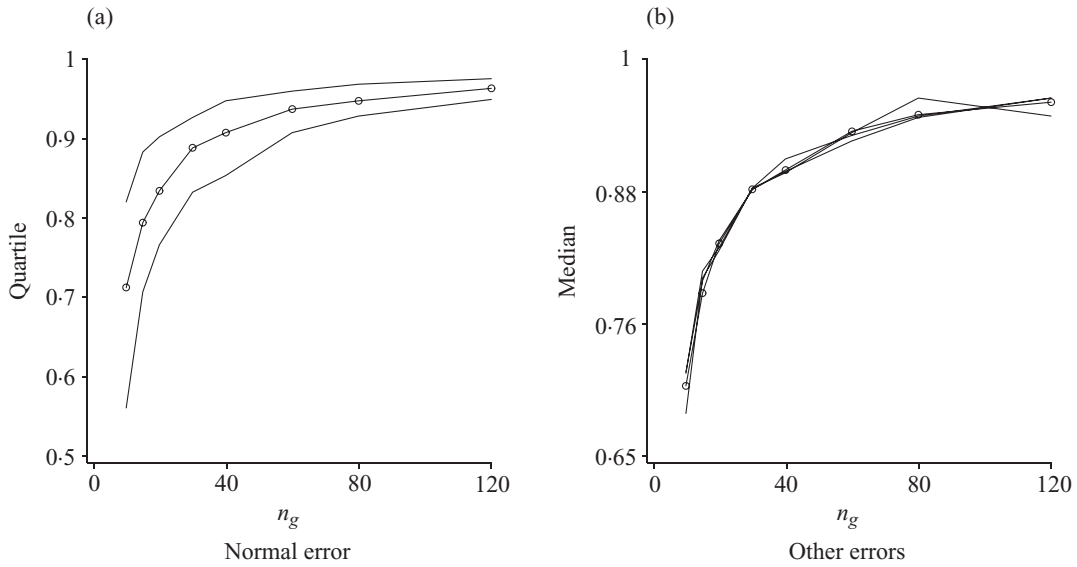 (a)
1
0·9
0·8
0·7
0·6
0·5
Quartile
0 40 80 120
n_g
Normal error
(b)
1
0·88
0·76
0·65
Median
0 40 80 120
n_g
Other errors